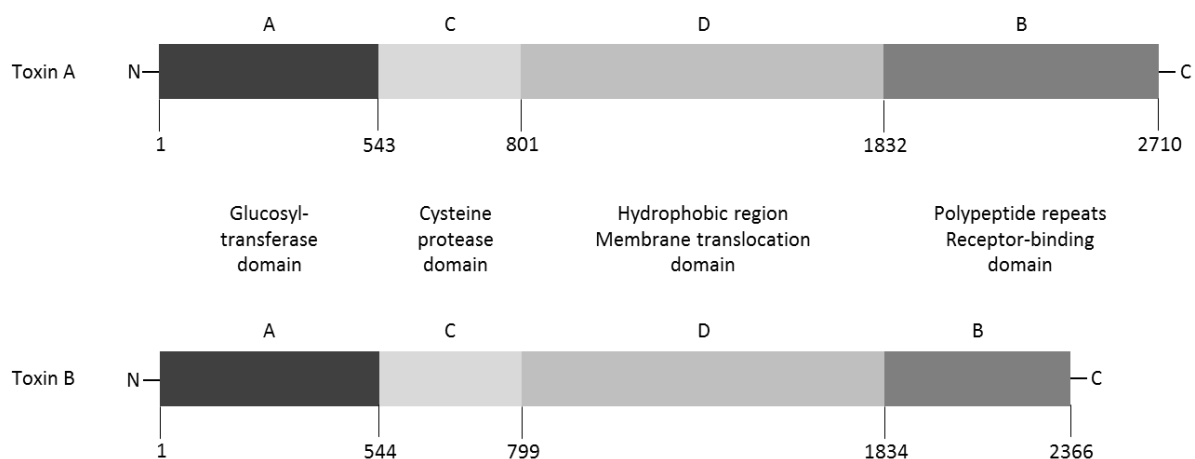 A C D B
Toxin A N C
1 543 801 1832 2710
Glucosyl- Cysteine Hydrophobic region Polypeptide repeats
transferase protease Membrane translocation Receptor-binding
domain domain domain domain
A C D B
Toxin B N C
1 544 799 1834 2366